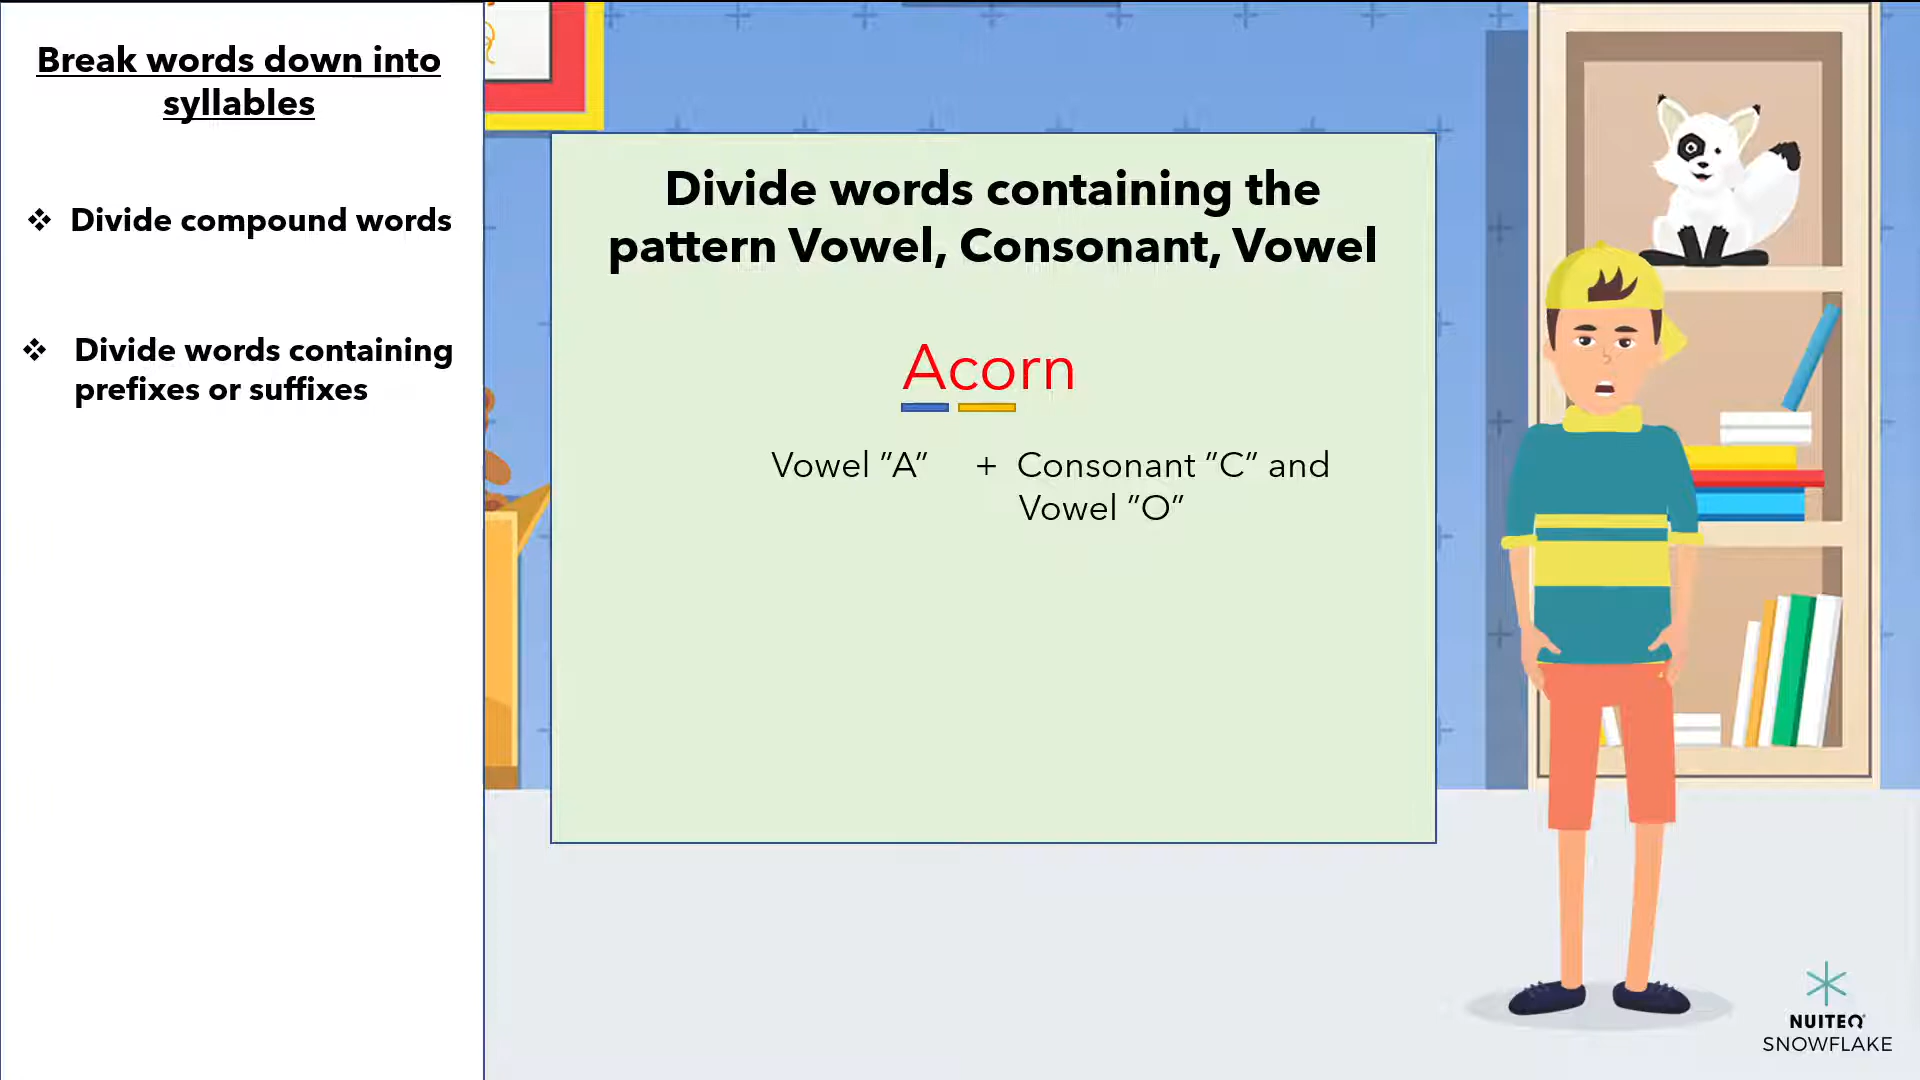 Break words down into
syllables
❖ Divide compound words
❖ Divide words containing
prefixes or suffixes
Divide words containing the
pattern Vowel, Consonant, Vowel
Acorn
Vowel ”A” + Consonant ”C” and
Vowel ”O”
NUITEQ
SNOWFLAKE